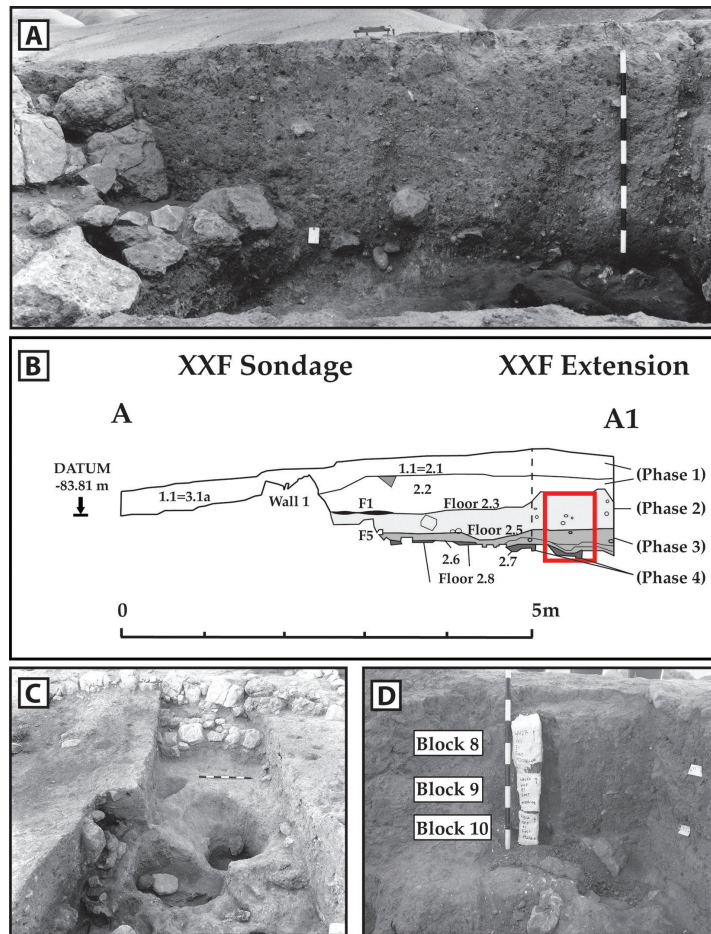 A
B
XXF Sondage XXF Extension
A A1
DATUM
-83.81 m
1.1=3.1a
Wall 1
1.1=2.1
2.2
F1
Floor 2.3
F5
Floor 2.5
2.6
Floor 2.8
2.7
(Phase 1)
(Phase 2)
(Phase 3)
(Phase 4)
0 5m
C
D
Block 8
Block 9
Block 10